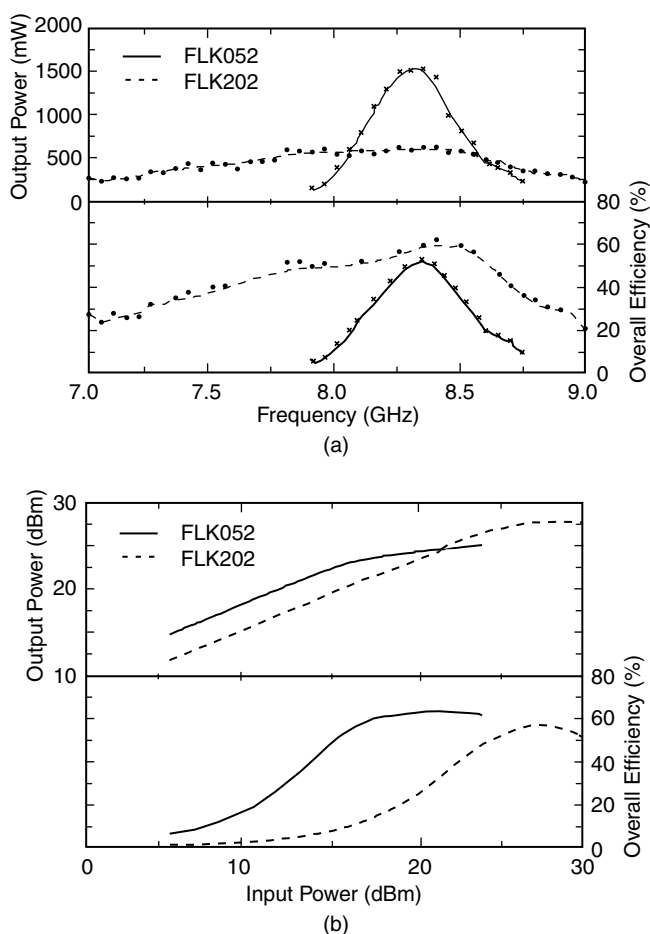 2000
FLK052
FLK202
1500
1000
500
0
Output Power (mW)
80
60
40
20
0
Overall Efficiency (%)
7.0
7.5
8.0
8.5
9.0
Frequency (GHz)
(a)
30
FLK052
FLK202
20
10
Output Power (dBm)
80
60
40
20
0
Overall Efficiency (%)
0
10
20
30
Input Power (dBm)
(b)